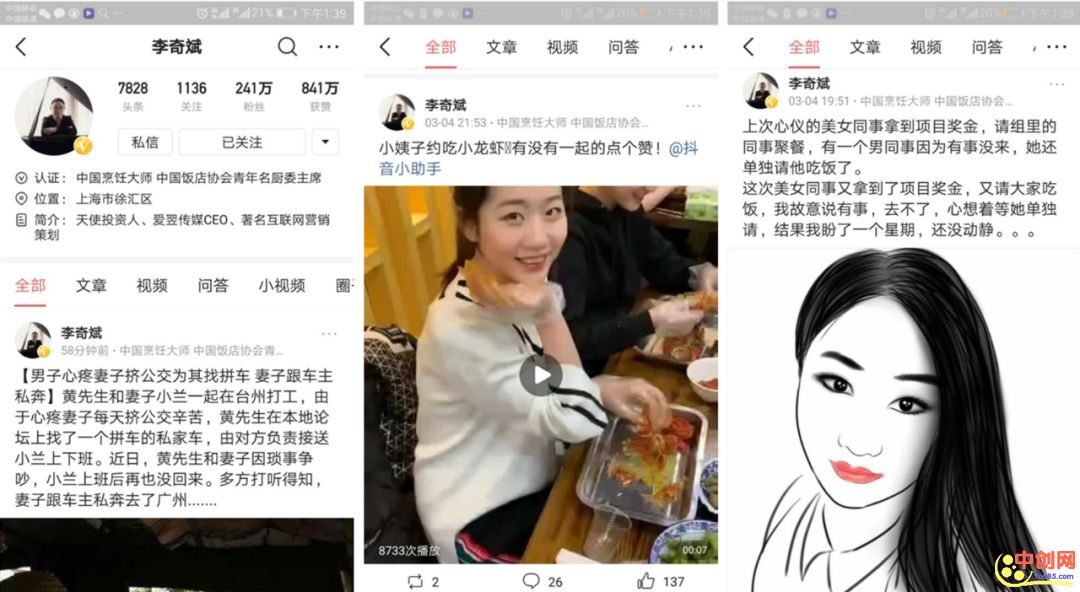 中国移动
中国联通
21%
下午1:39
李奇斌
7828
头条
1136
关注
241万
粉丝
841万
获赞
私信
已关注
认证: 中国烹饪大师 中国饭店协会青年名厨委主席
位置: 上海市徐汇区
简介: 天使投资人、爱翌传媒CEO、著名互联网营销
策划
全部
文章
视频
问答
小视频
圈子
李奇斌
58分钟前·中国烹饪大师 中国饭店协会青...
【男子心疼妻子挤公交为其找拼车 妻子跟车主
私奔】黄先生和妻子小兰一起在台州打工，由
于心疼妻子每天挤公交辛苦，黄先生在本地论
坛上找了一个拼车的私家车，由对方负责接送
小兰上下班。近日，黄先生和妻子因琐事争
吵，小兰上班后再也没回来。多方打听得知，
妻子跟车主私奔去了广州.......
中国移动
中国联通
20%
下午1:39
全部
文章
视频
问答
李奇斌
03-04 21:53·中国烹饪大师 中国饭店协会...
小姨子约吃小龙虾有没有一起的点个赞！@抖
音小助手
8733次播放
00:07
2
26
137
中国移动
中国联通
20%
下午1:39
全部
文章
视频
问答
李奇斌
03-04 19:51·中国烹饪大师 中国饭店协会...
上次心仪的美女同事拿到项目奖金，请组里的
同事聚餐，有一个男同事因为有事没来，她还
单独请他吃饭了。
这次美女同事又拿到了项目奖金，又请大家吃
饭，我故意说有事，去不了，心想着等她单独
请，结果我盼了一个星期，还没动静。。。
中创网